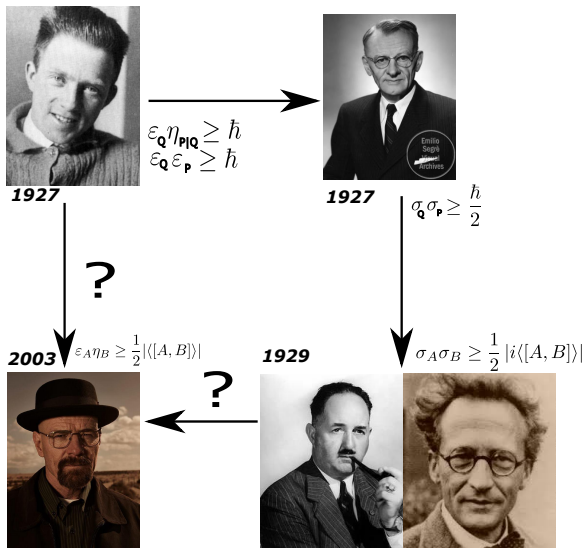 ε_Q η_{P|Q} ≥ ħ
ε_Q ε_P ≥ ħ
Emilio
Segrè
Archives
1927
1927
σ_Q σ_P ≥ ħ/2
?
2003
ε_A η_B ≥ 1/2 |⟨[A, B]⟩|
1929
σ_A σ_B ≥ 1/2 |i⟨[A, B]⟩|
?